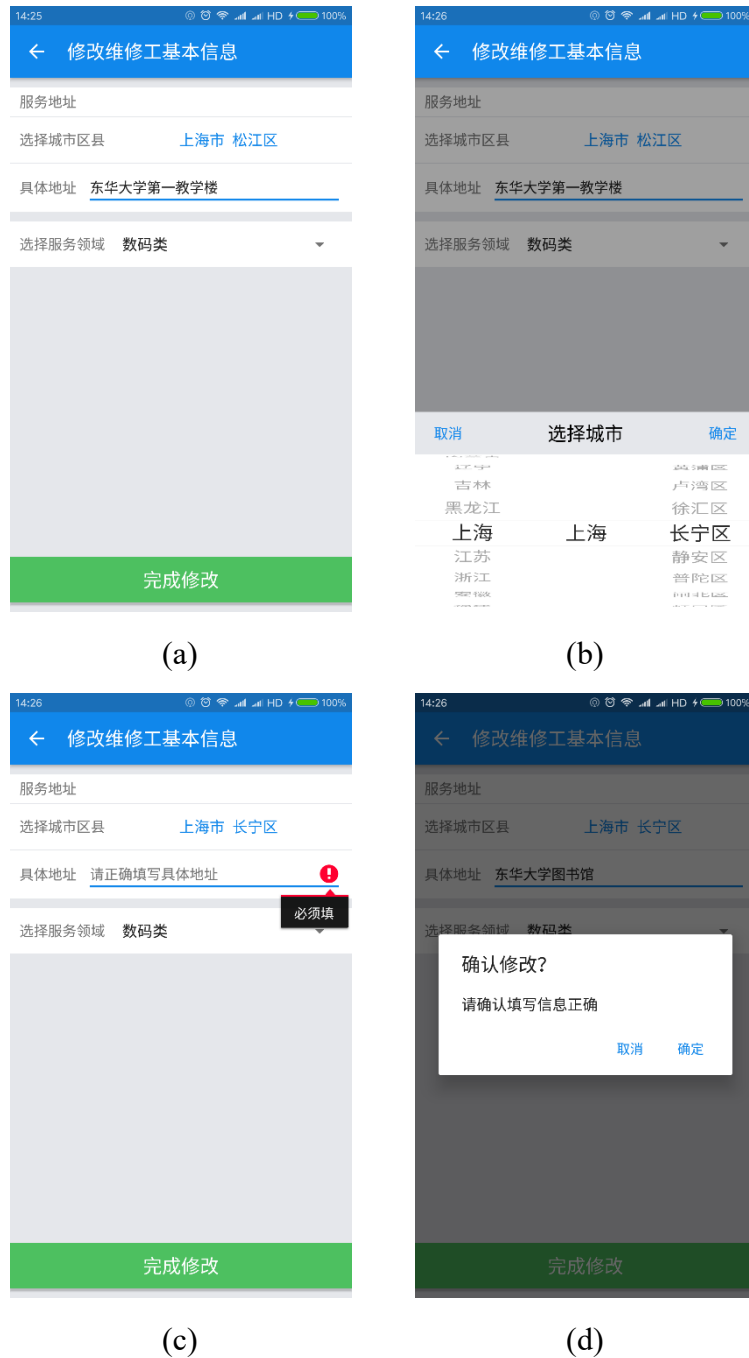 14:25
HD
100%
修改维修工基本信息
服务地址
选择城市区县 上海市 松江区
具体地址 东华大学第一教学楼
选择服务领域 数码类
完成修改
(a)
14:26
HD
100%
修改维修工基本信息
服务地址
选择城市区县 上海市 松江区
具体地址 东华大学第一教学楼
选择服务领域 数码类
取消 选择城市 确定
吉林 卢湾区
黑龙江 徐汇区
上海 上海 长宁区
江苏 静安区
浙江 普陀区
(b)
14:26
HD
100%
修改维修工基本信息
服务地址
选择城市区县 上海市 长宁区
具体地址 请正确填写具体地址
必须填
选择服务领域 数码类
完成修改
(c)
14:26
HD
100%
修改维修工基本信息
服务地址
选择城市区县 上海市 长宁区
具体地址 东华大学图书馆
选择服务领域 数码类
确认修改?
请确认填写信息正确
取消 确定
完成修改
(d)